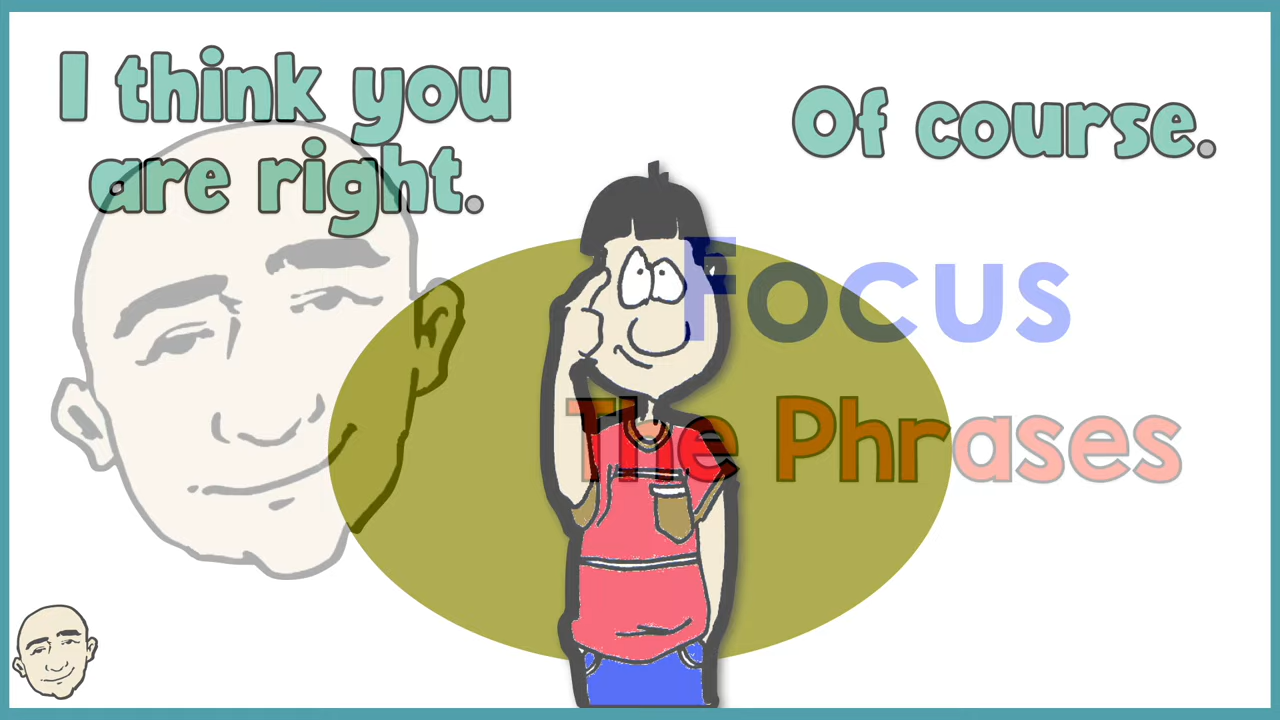 I think you
are right.
Of course.
Focus
The Phrases